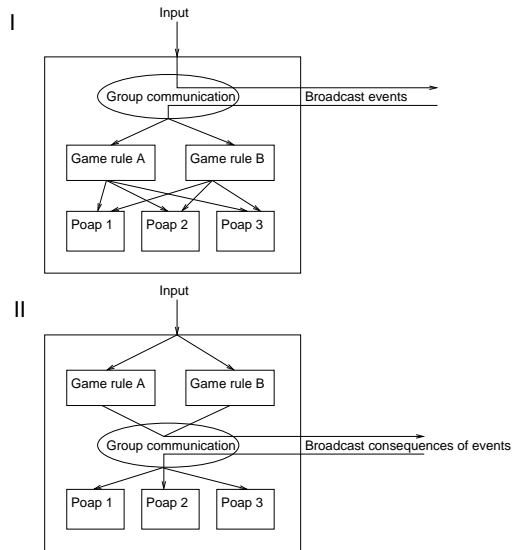 I
Input
Group communication
Broadcast events
Game rule A
Game rule B
Poap 1
Poap 2
Poap 3
II
Input
Game rule A
Game rule B
Group communication
Broadcast consequences of events
Poap 1
Poap 2
Poap 3